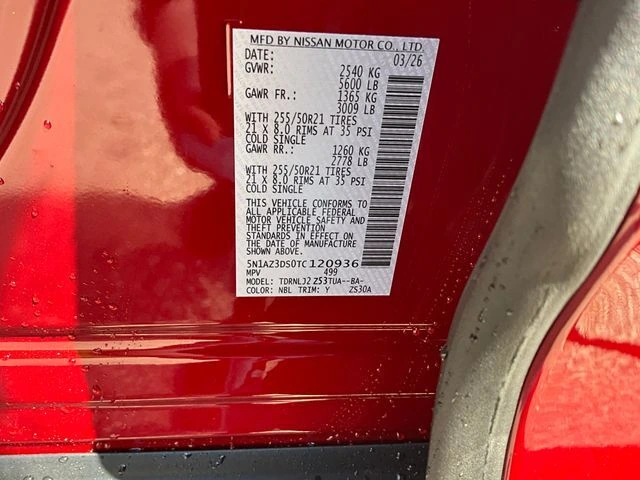 MFD BY NISSAN MOTOR CO., LTD.
DATE: 03/26
GVWR: 2540 KG
5600 LB
GAWR FR.: 1365 KG
3009 LB
WITH 255/50R21 TIRES
21 X 8.0 RIMS AT 35 PSI
COLD SINGLE
GAWR RR.: 1260 KG
2778 LB
WITH 255/50R21 TIRES
21 X 8.0 RIMS AT 35 PSI
COLD SINGLE
THIS VEHICLE CONFORMS TO
ALL APPLICABLE FEDERAL
MOTOR VEHICLE SAFETY AND
THEFT PREVENTION
STANDARDS IN EFFECT ON
THE DATE OF MANUFACTURE
SHOWN ABOVE.
5N1AZ3DS0TC120936
MPV 499
MODEL: TDRNLJ2 Z53TUA--BA-
COLOR: NBL TRIM: Y ZS30A